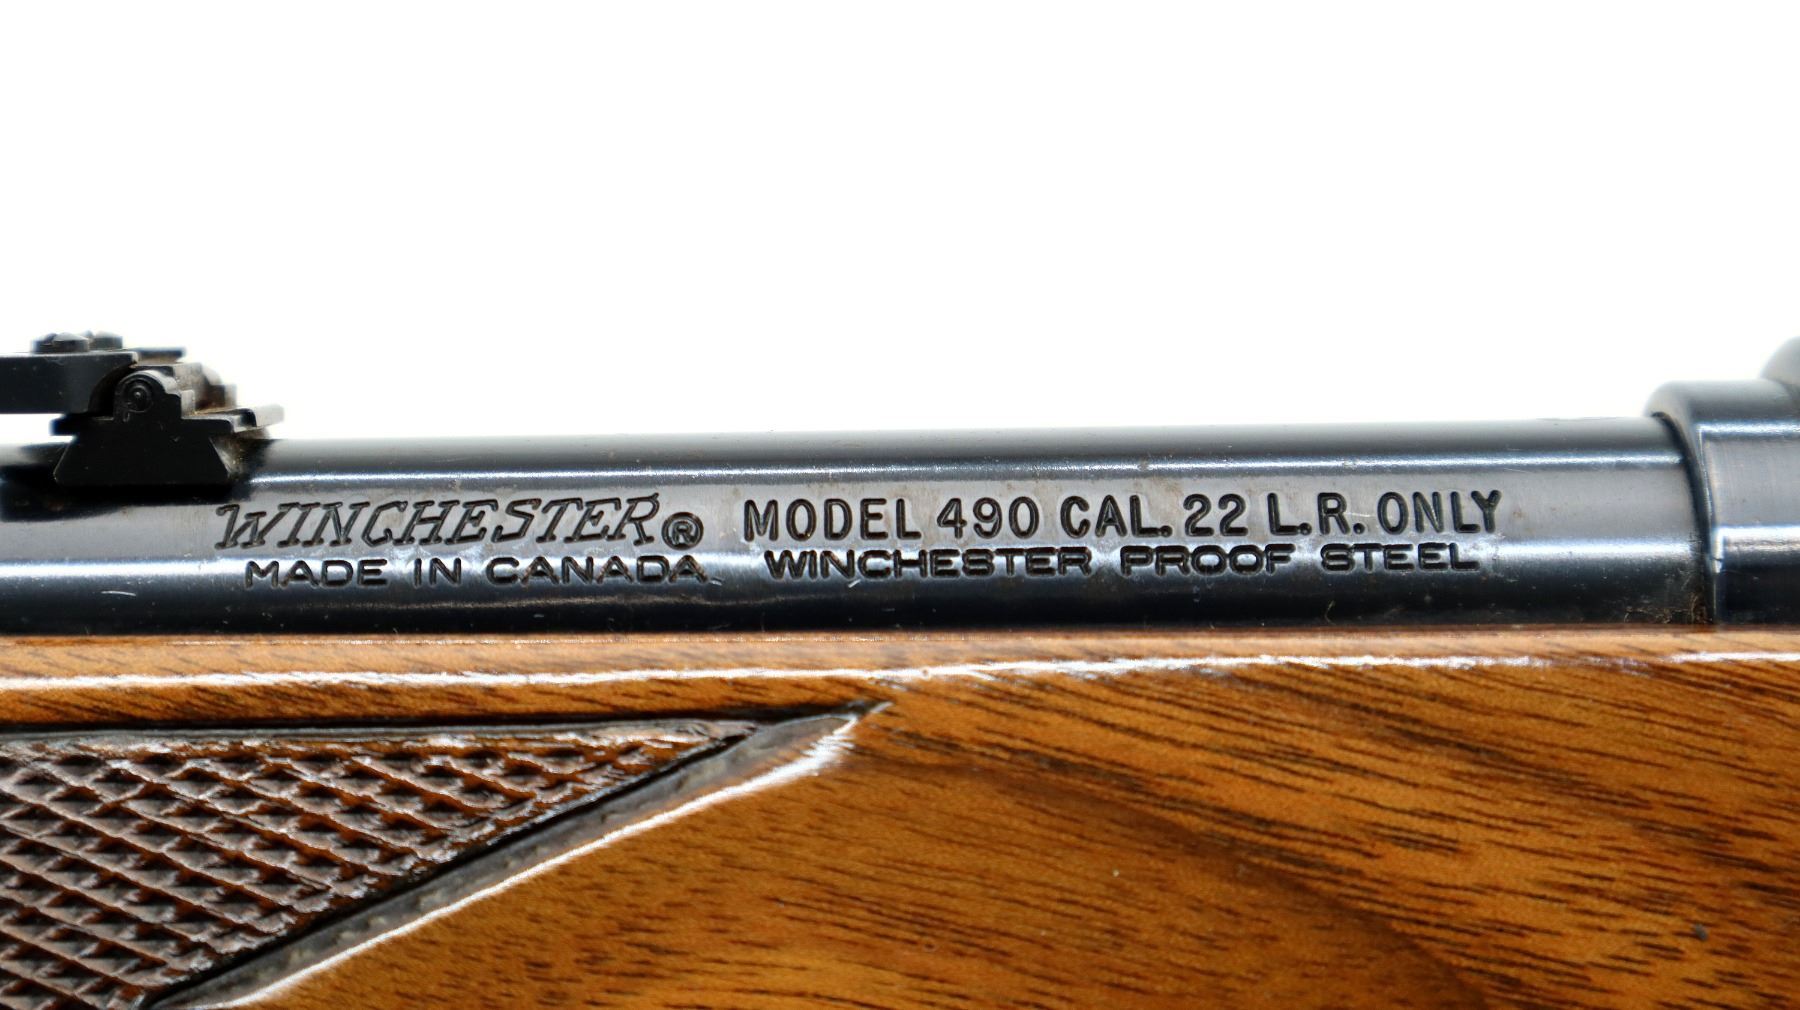 WINCHESTER® MODEL 490 CAL. 22 L.R. ONLY
MADE IN CANADA WINCHESTER PROOF STEEL